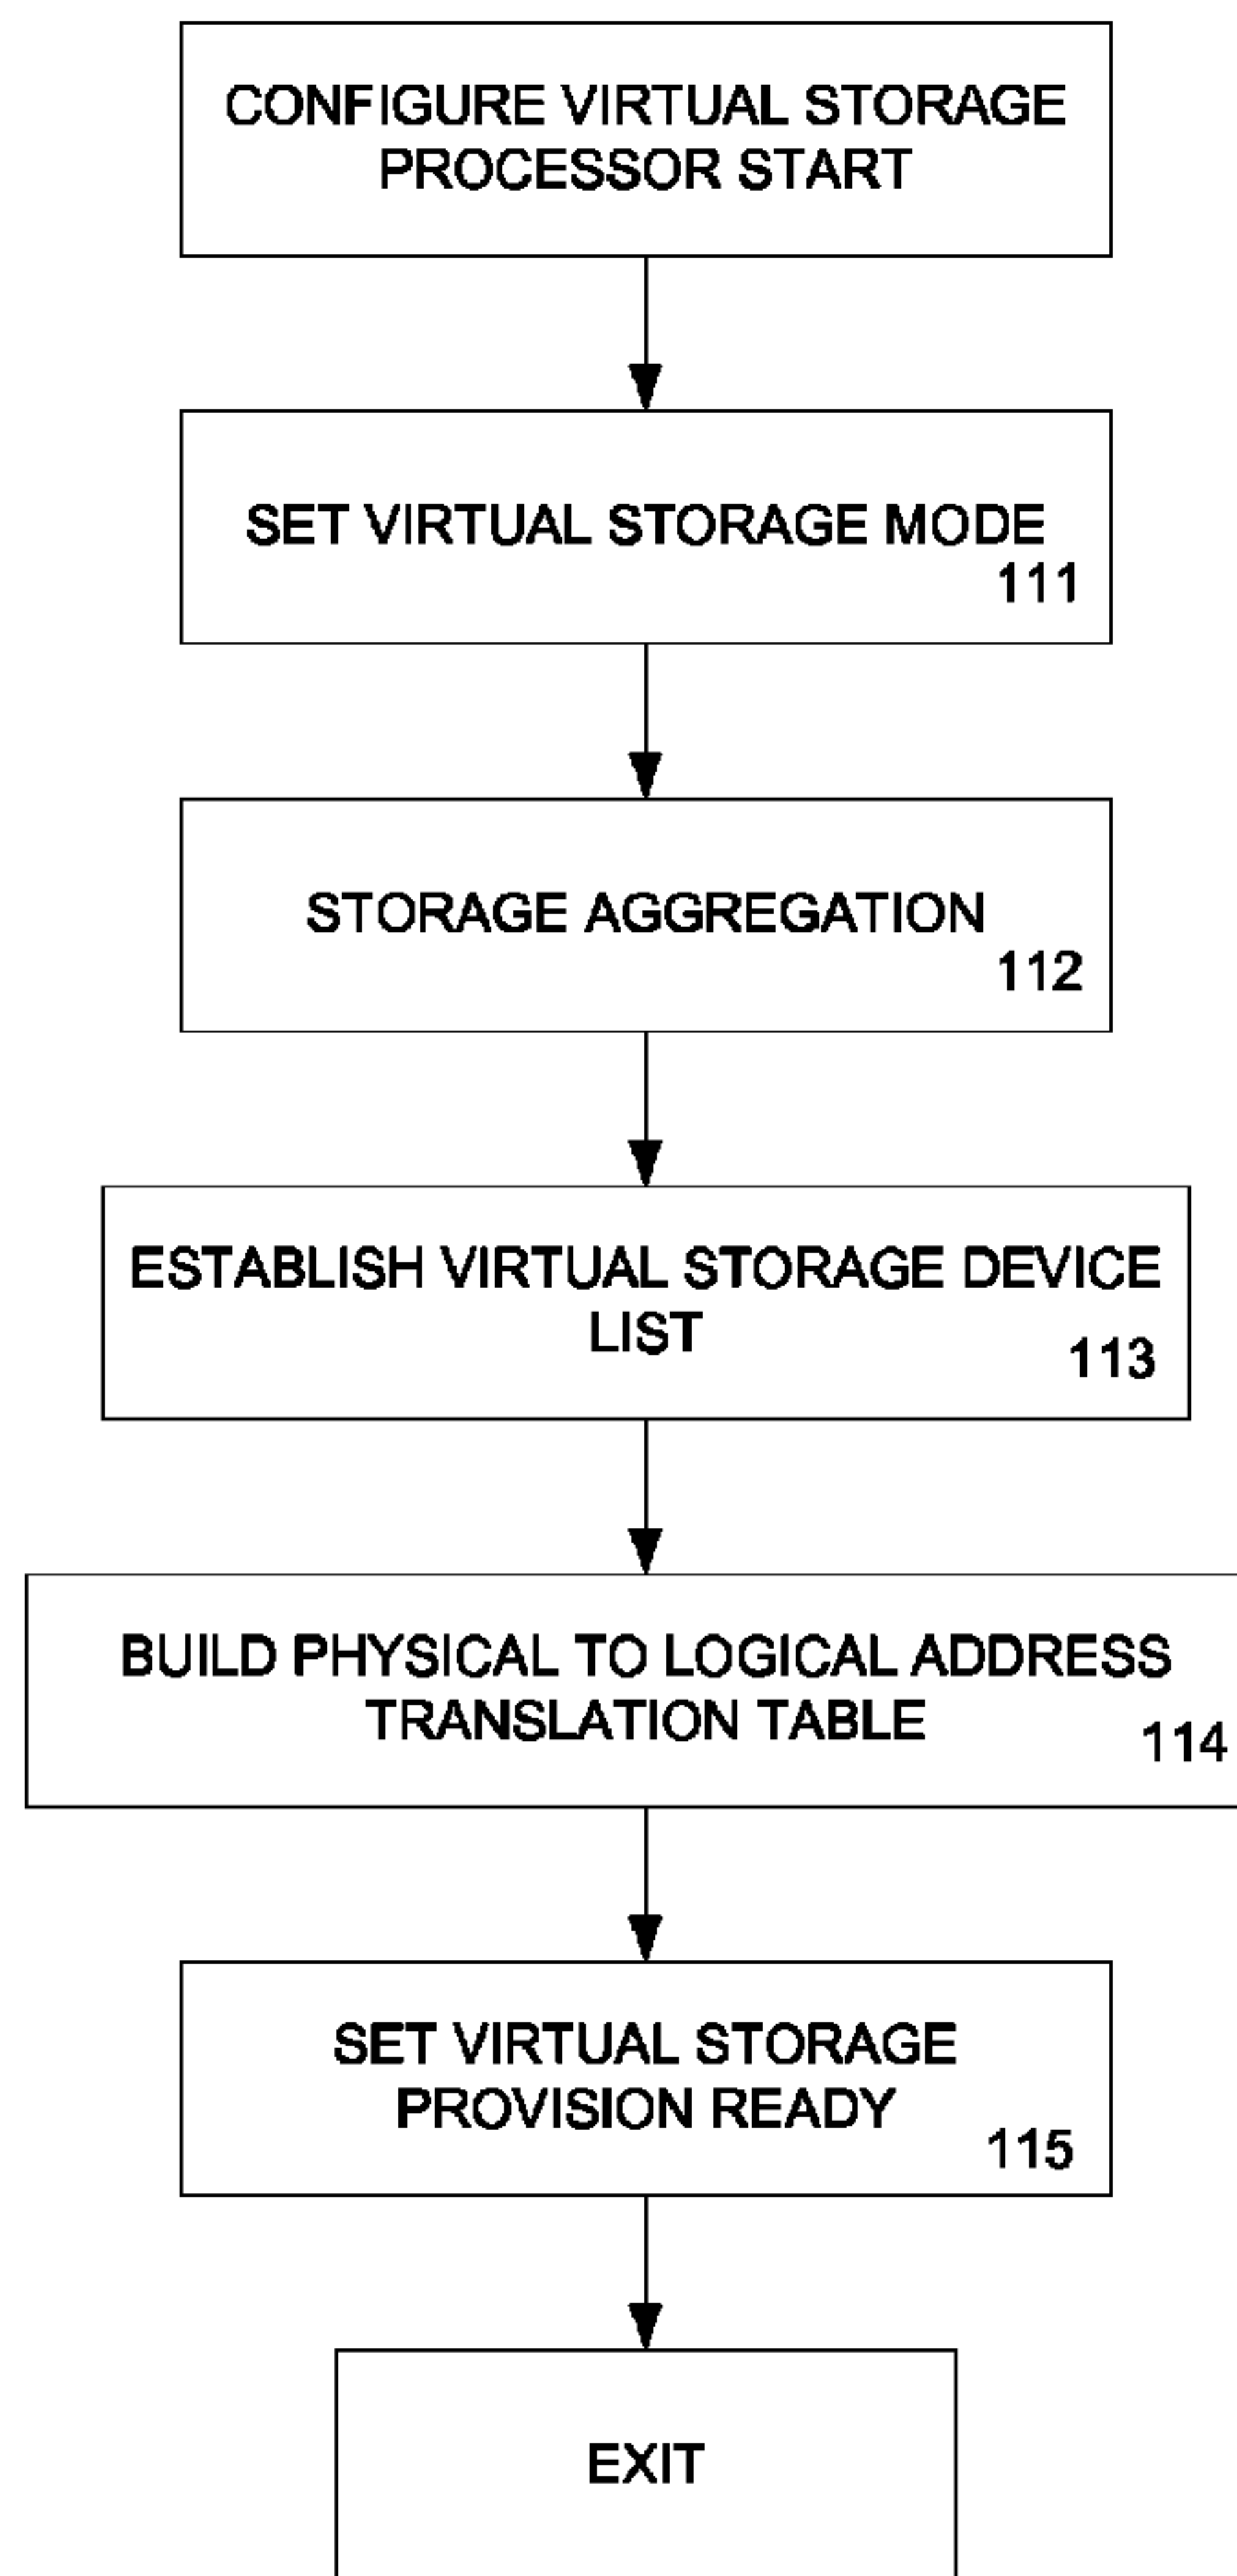 CONFIGURE VIRTUAL STORAGE
PROCESSOR START
SET VIRTUAL STORAGE MODE
111
STORAGE AGGREGATION
112
ESTABLISH VIRTUAL STORAGE DEVICE
LIST
113
BUILD PHYSICAL TO LOGICAL ADDRESS
TRANSLATION TABLE
114
SET VIRTUAL STORAGE
PROVISION READY
115
EXIT